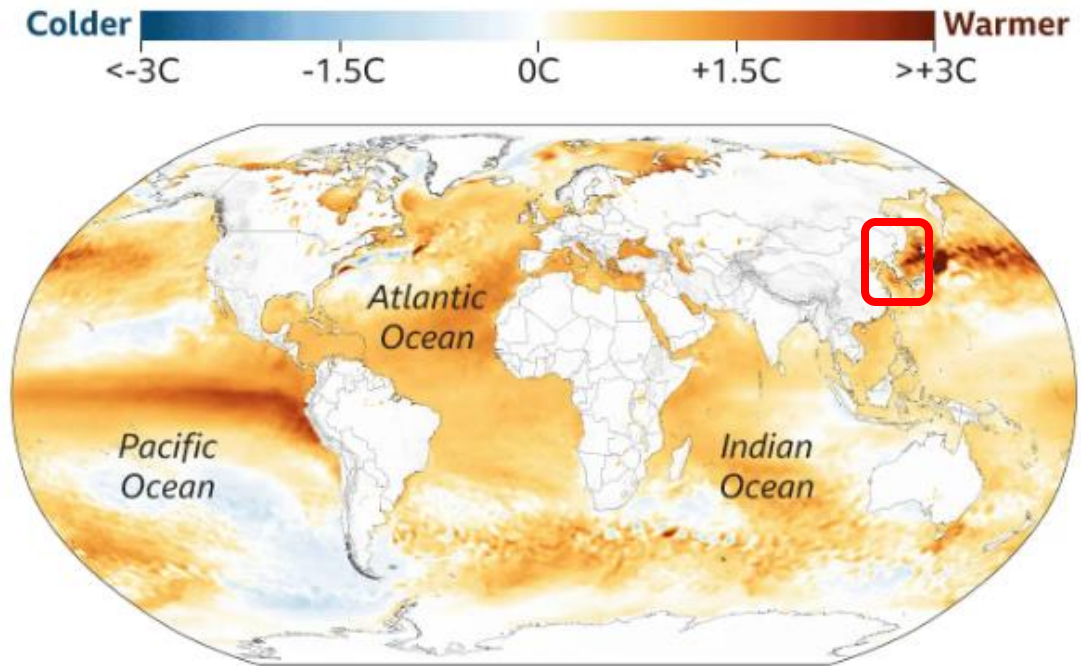 Colder Warmer
<-3C -1.5C 0C +1.5C >+3C
Atlantic
Ocean
Pacific
Ocean
Indian
Ocean